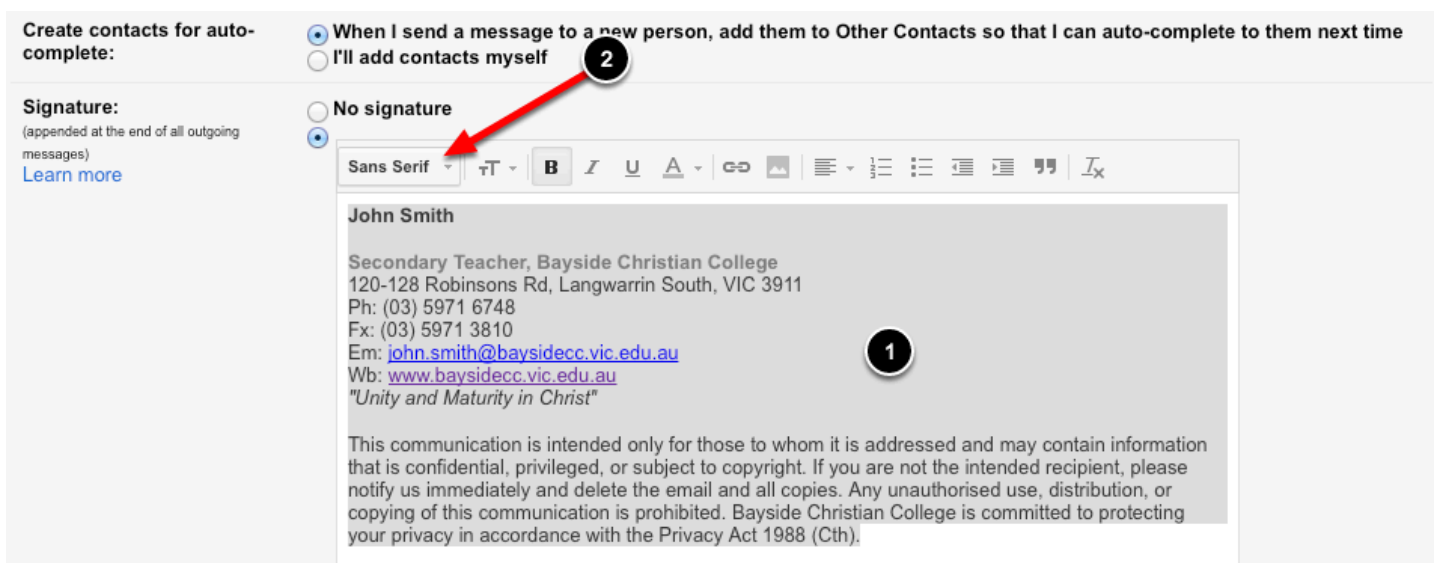 Create contacts for auto-
complete:
When I send a message to a new person, add them to Other Contacts so that I can auto-complete to them next time
I'll add contacts myself
2
Signature:
(appended at the end of all outgoing
messages)
Learn more
No signature
Sans Serif
John Smith
Secondary Teacher, Bayside Christian College
120-128 Robinsons Rd, Langwarrin South, VIC 3911
Ph: (03) 5971 6748
Fx: (03) 5971 3810
Em: john.smith@baysidecc.vic.edu.au
1
Wb: www.baysidecc.vic.edu.au
"Unity and Maturity in Christ"
This communication is intended only for those to whom it is addressed and may contain information
that is confidential, privileged, or subject to copyright. If you are not the intended recipient, please
notify us immediately and delete the email and all copies. Any unauthorised use, distribution, or
copying of this communication is prohibited. Bayside Christian College is committed to protecting
your privacy in accordance with the Privacy Act 1988 (Cth).